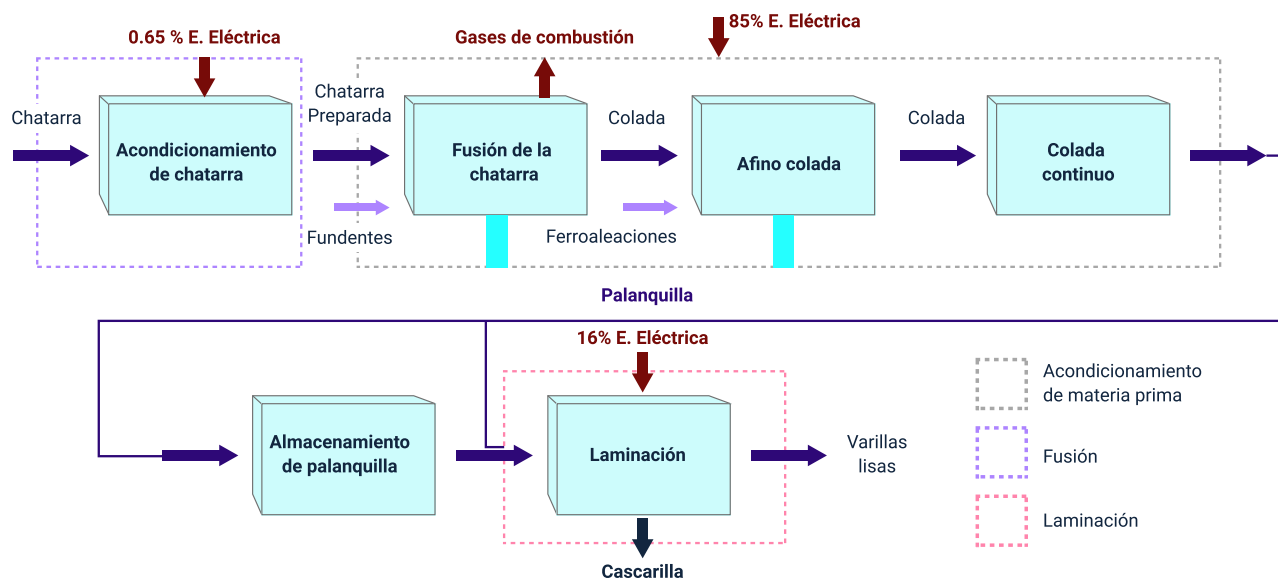 0.65 % E. Eléctrica
Gases de combustión
85% E. Eléctrica
Chatarra
Acondicionamiento
de chatarra
Chatarra
Preparada
Fundentes
Fusión de la
chatarra
Colada
Ferroaleaciones
Afino colada
Colada
Colada
continuo
Palanquilla
16% E. Eléctrica
Almacenamiento
de palanquilla
Laminación
Varillas
lisas
Cascarilla
Acondicionamiento
de materia prima
Fusión
Laminación